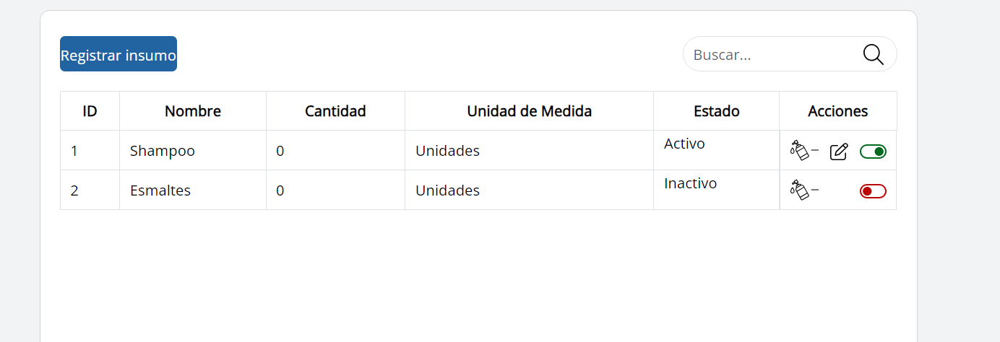 Registrar insumo
Buscar...
ID Nombre Cantidad Unidad de Medida Estado Acciones
1 Shampoo 0 Unidades Activo
2 Esmaltes 0 Unidades Inactivo